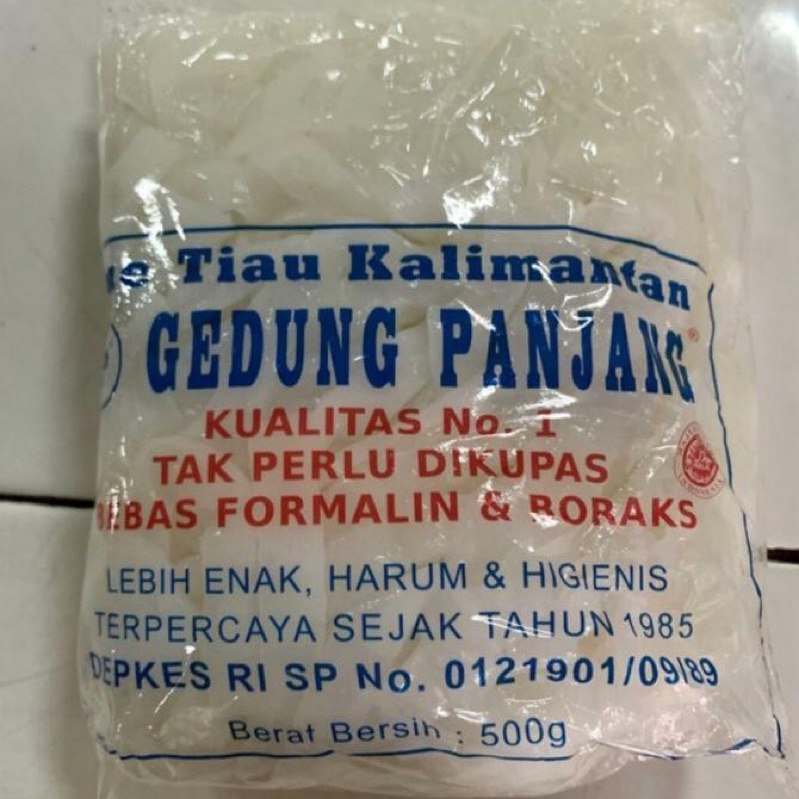 Tiau Kalimantan
GEDUNG PANJANG®
KUALITAS No. 1
TAK PERLU DIKUPAS
BEBAS FORMALIN & BORAKS
LEBIH ENAK, HARUM & HIGIENIS
TERPERCAYA SEJAK TAHUN 1985
DEPKES RI SP No. 0121901/09/89
Berat Bersih : 500g